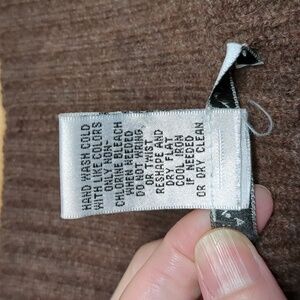 HAND WASH COLD
WITH LIKE COLORS
ONLY NON-
CHLORINE BLEACH
WHEN NEEDED
DO NOT WRING
OR TWIST
RESHAPE AND
DRY FLAT
COOL IRON
IF NEEDED
OR DRY CLEAN